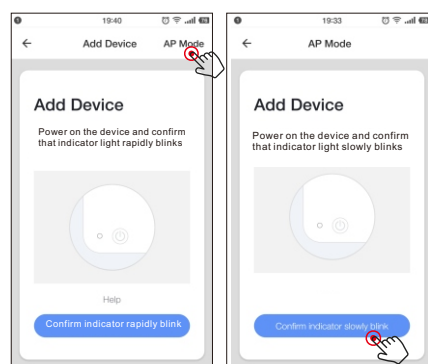 19:40
Add Device AP Mode
Add Device
Power on the device and confirm
that indicator light rapidly blinks
Help
Confirm indicator rapidly blink
19:33
AP Mode
Add Device
Power on the device and confirm
that indicator light slowly blinks
Confirm indicator slowly blink